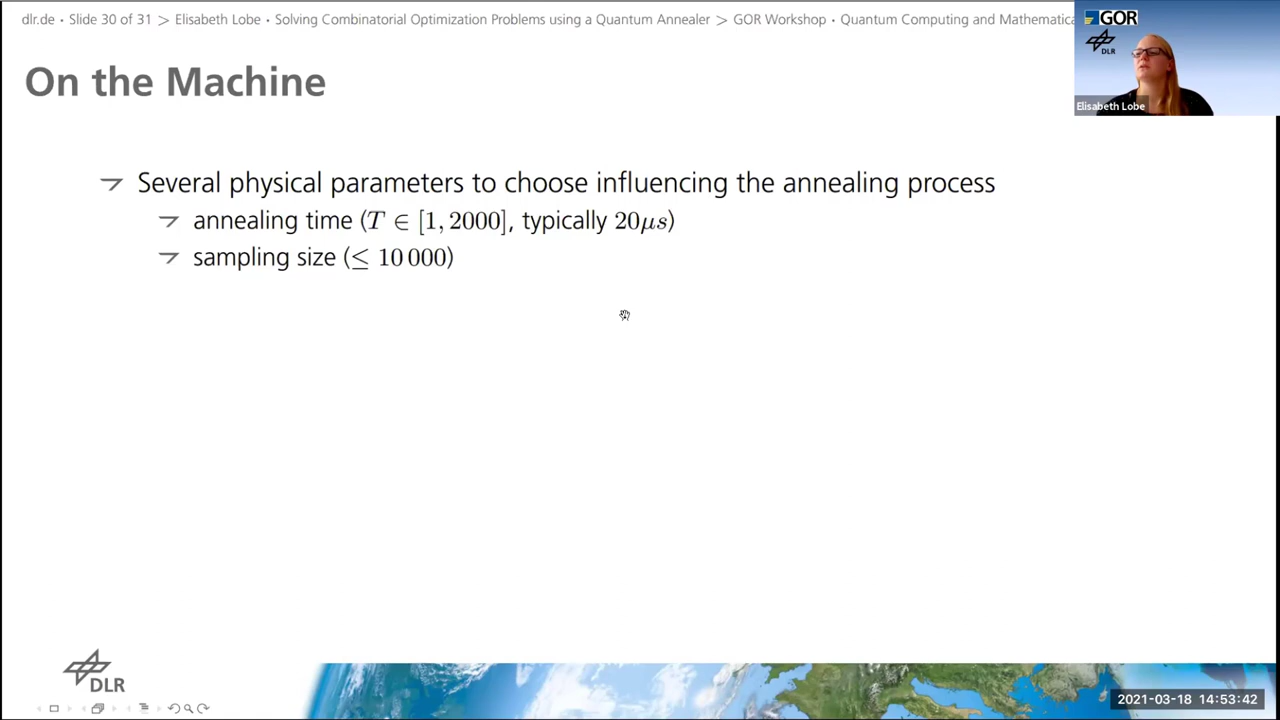 dlr.de · Slide 30 of 31 > Elisabeth Lobe · Solving Combinatorial Optimization Problems using a Quantum Annealer > GOR Workshop · Quantum Computing and Mathematica
GOR
DLR
Elisabeth Lobe
On the Machine
Several physical parameters to choose influencing the annealing process
annealing time (T ∈ [1, 2000], typically 20μs)
sampling size (≤ 10 000)
DLR
2021-03-18 14:53:42